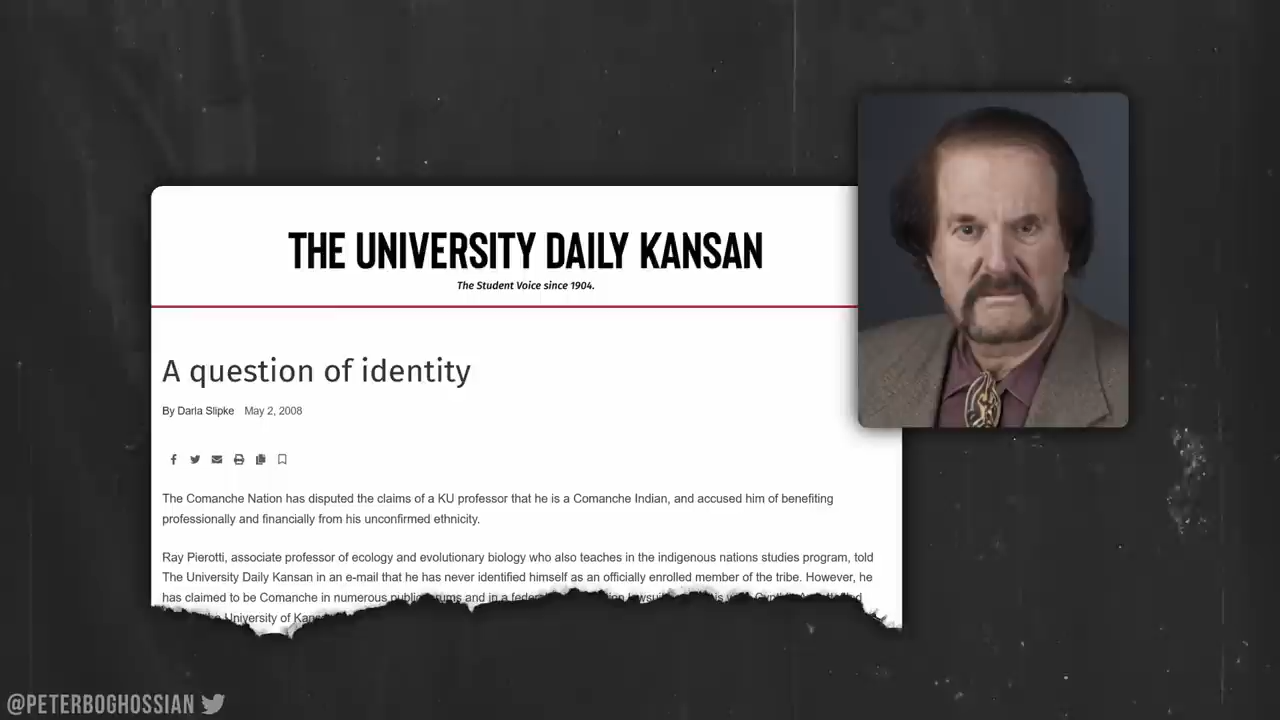 THE UNIVERSITY DAILY KANSAN
The Student Voice since 1904.
A question of identity
By Darla Slipke May 2, 2008
The Comanche Nation has disputed the claims of a KU professor that he is a Comanche Indian, and accused him of benefiting
professionally and financially from his unconfirmed ethnicity.
Ray Pierotti, associate professor of ecology and evolutionary biology who also teaches in the indigenous nations studies program, told
The University Daily Kansan in an e-mail that he has never identified himself as an officially enrolled member of the tribe. However, he
has claimed to be Comanche in numerous public and in a
University of
@PETERBOGHOSSIAN